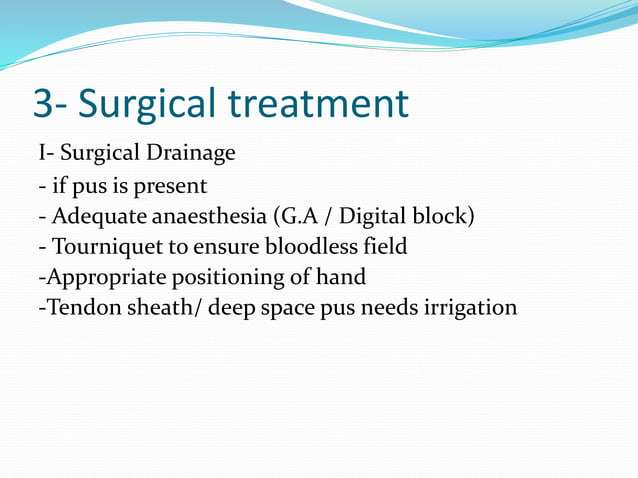 3- Surgical treatment
I- Surgical Drainage
- if pus is present
- Adequate anaesthesia (G.A / Digital block)
- Tourniquet to ensure bloodless field
-Appropriate positioning of hand
-Tendon sheath/ deep space pus needs irrigation